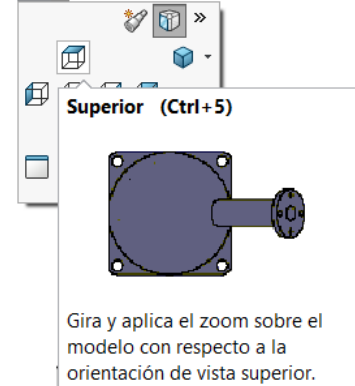 »
Superior (Ctrl+5)
Gira y aplica el zoom sobre el
modelo con respecto a la
orientación de vista superior.